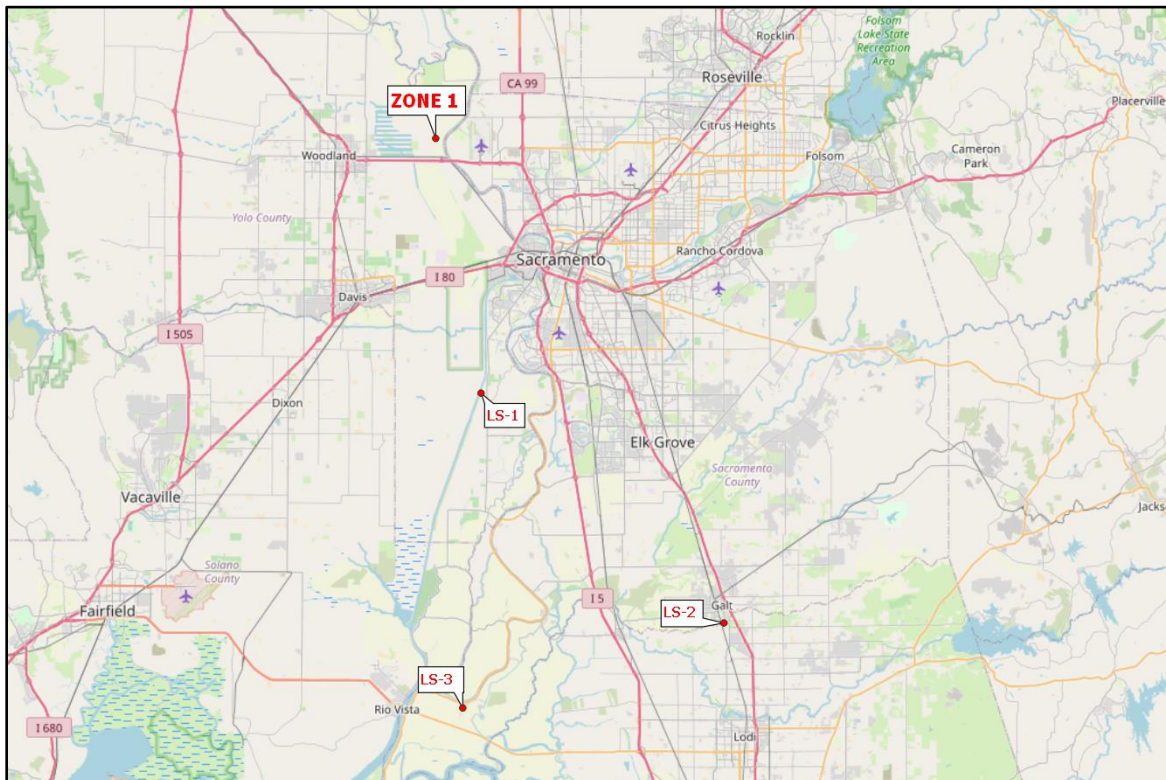 Folsom
Lake State
Recreation
Area
Rocklin
Roseville
CA 99
ZONE 1
Placerville
Citrus Heights
Woodland
Cameron
Park
Folsom
Yolo County
Rancho Cordova
Sacramento
I 80
Davis
I 505
Dixon
LS-1
Elk Grove
Sacramento
County
Vacaville
Jacks
Solano
County
Fairfield
I 5
Galt
LS-2
LS-3
Rio Vista
I 680
Lodi